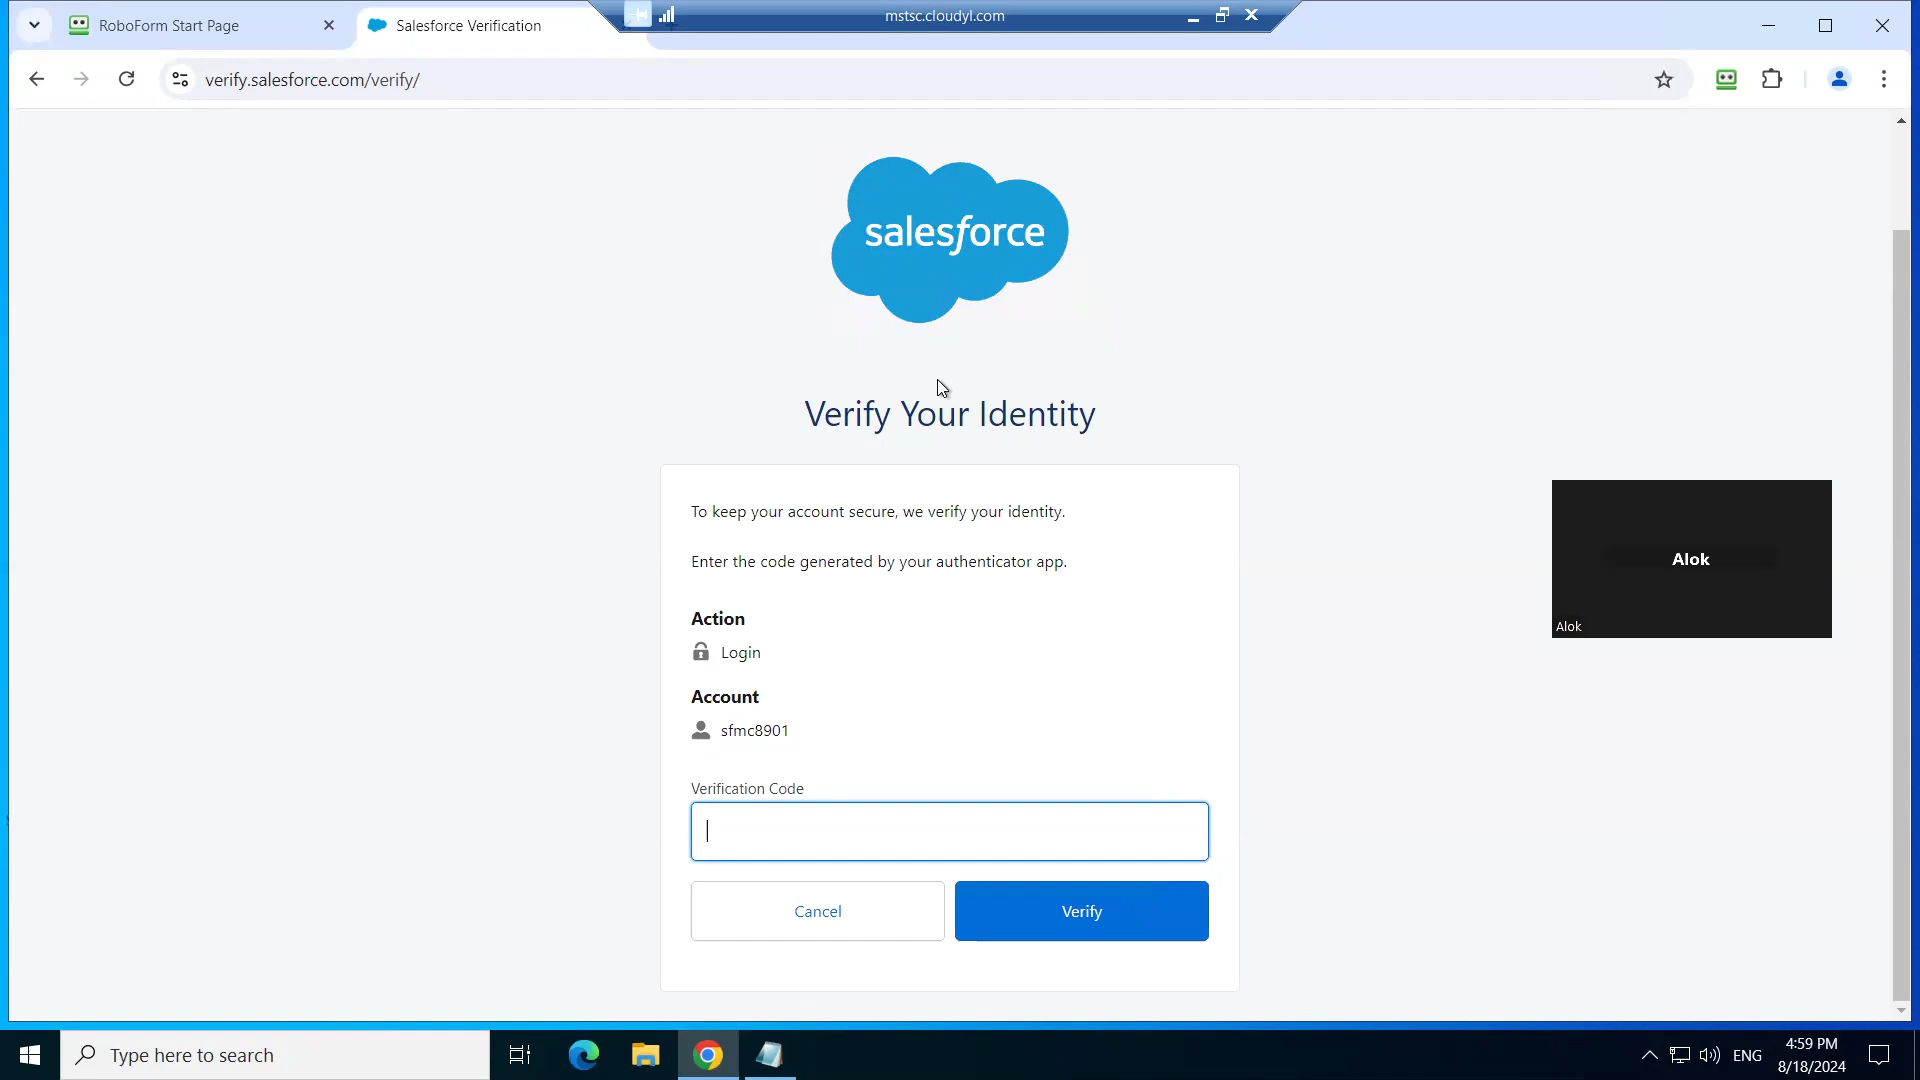 RoboForm Start Page
Salesforce Verification
mstsc.cloudyl.com
verify.salesforce.com/verify/
salesforce
Verify Your Identity
To keep your account secure, we verify your identity.
Enter the code generated by your authenticator app.
Action
Login
Account
sfmc8901
Verification Code
Cancel
Verify
Alok
Alok
Type here to search
ENG
4:59 PM
8/18/2024